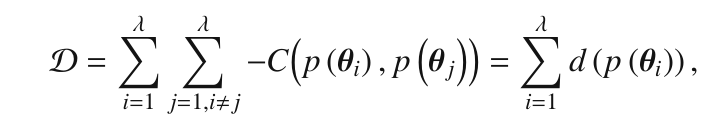 𝒟 = ∑_{i=1}^{λ} ∑_{j=1,i≠j}^{λ} −C(p(𝜽_i), p(𝜽_j)) = ∑_{i=1}^{λ} d(p(𝜽_i)),